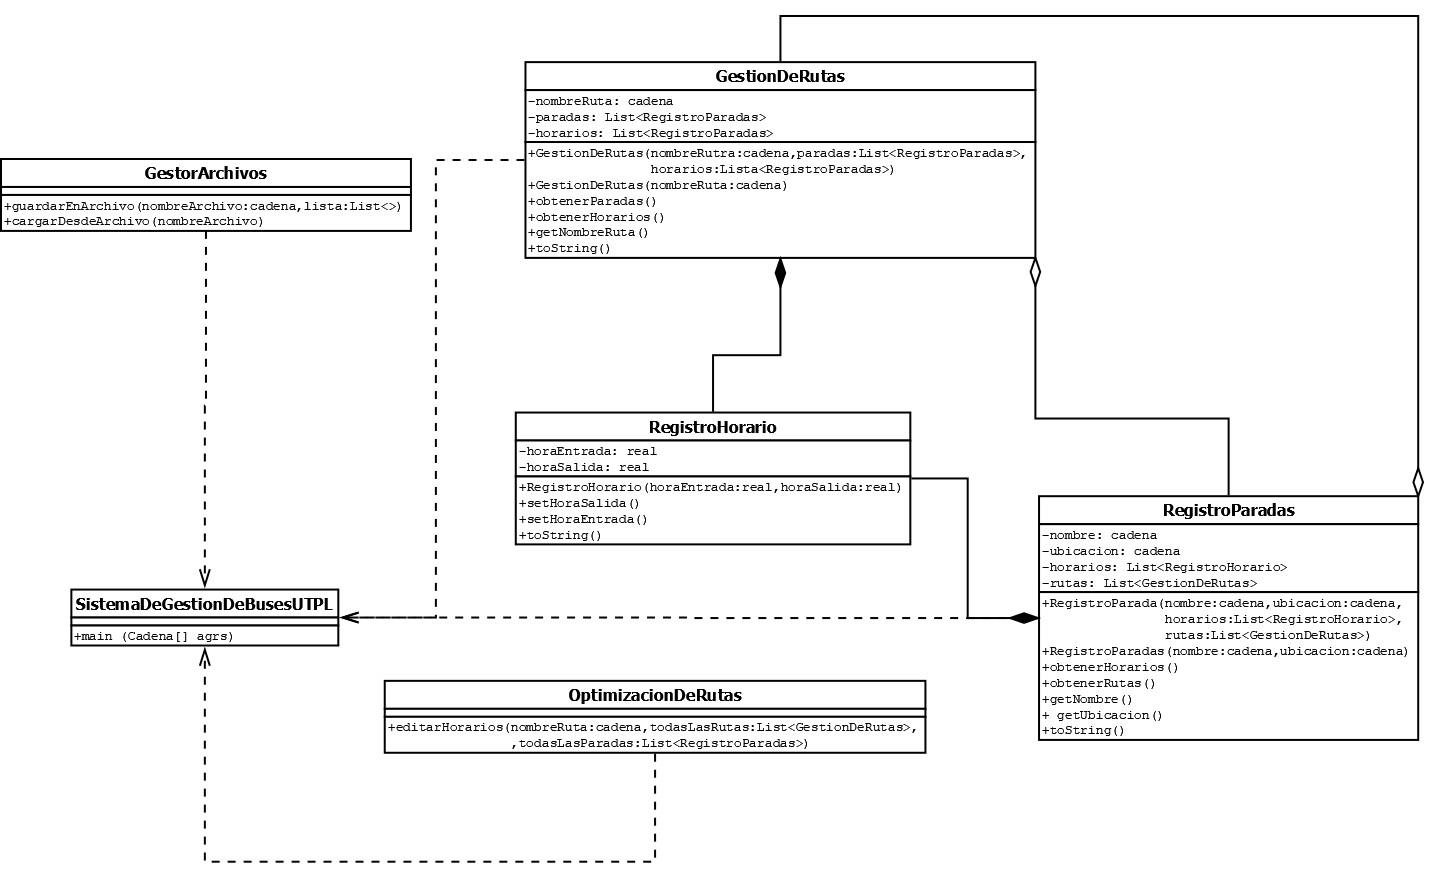 GestionDeRutas
-nombreRuta: cadena
-paradas: List<RegistroParadas>
-horarios: List<RegistroParadas>
+GestionDeRutas(nombreRutra:cadena,paradas:List<RegistroParadas>,
horarios:Lista<RegistroParadas>)
+GestionDeRutas(nombreRuta:cadena)
+obtenerParadas()
+obtenerHorarios()
+getNombreRuta()
+toString()
GestorArchivos
+guardarEnArchivo(nombreArchivo:cadena,lista:List<>)
+cargarDesdeArchivo(nombreArchivo)
RegistroHorario
-horaEntrada: real
-horaSalida: real
+RegistroHorario(horaEntrada:real,horaSalida:real)
+setHoraSalida()
+setHoraEntrada()
+toString()
RegistroParadas
-nombre: cadena
-ubicacion: cadena
-horarios: List<RegistroHorario>
-rutas: List<GestionDeRutas>
+RegistroParada(nombre:cadena,ubicacion:cadena,
horarios:List<RegistroHorario>,
rutas:List<GestionDeRutas>)
+RegistroParadas(nombre:cadena,ubicacion:cadena)
+obtenerHorarios()
+obtenerRutas()
+getNombre()
+ getUbicacion()
+toString()
SistemaDeGestionDeBusesUTPL
+main (Cadena[] agrs)
OptimizacionDeRutas
+editarHorarios(nombreRuta:cadena,todasLasRutas:List<GestionDeRutas>,
,todasLasParadas:List<RegistroParadas>)